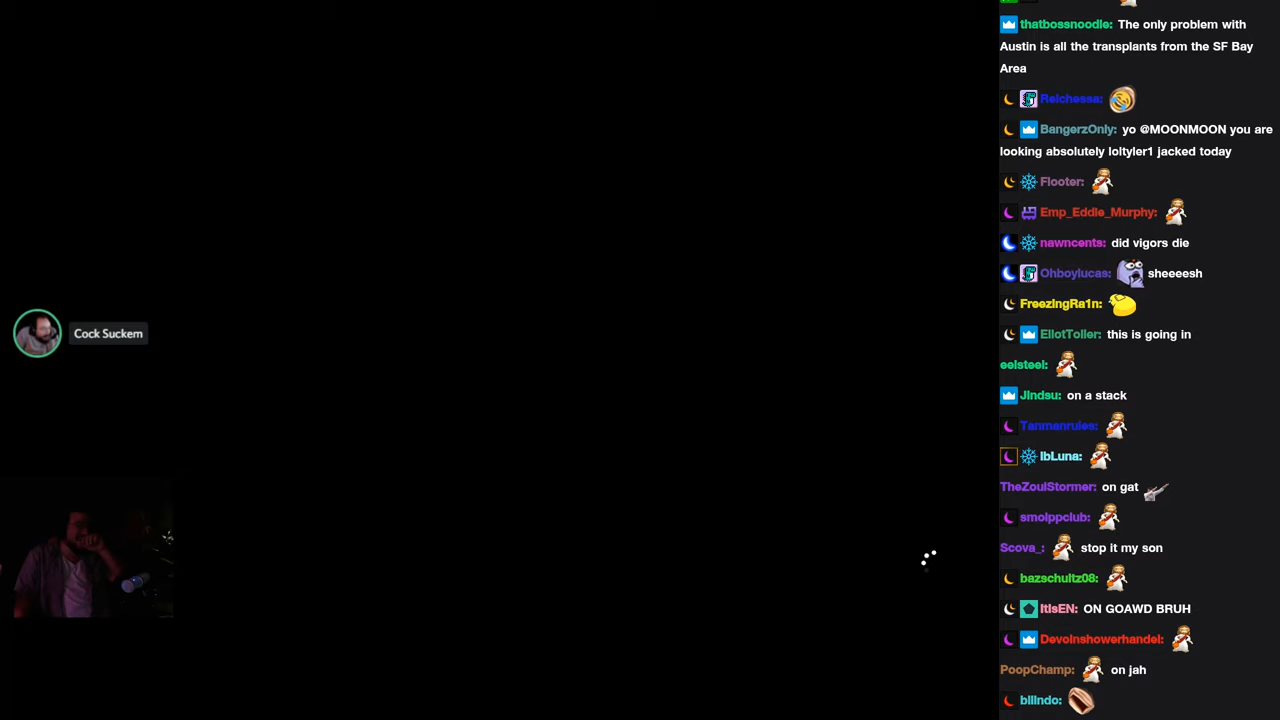 thatbossnoodle: The only problem with
Austin is all the transplants from the SF Bay
Area
Reichessa:
BangerzOnly: yo @MOONMOON you are
looking absolutely loltyler1 jacked today
Flooter:
Emp_Eddie_Murphy:
nawncents: did vigors die
Ohboylucas: sheeeesh
FreezingRa1n:
Cock Suckem
EliotToller: this is going in
eelsteel:
Jindsu: on a stack
Tanmanrules:
IbLuna:
TheZoulStormer: on gat
smolppclub:
Scova_: stop it my son
bazschultz08:
ItIsEN: ON GOAWD BRUH
Devoinshowerhandel:
PoopChamp: on jah
bliindo: